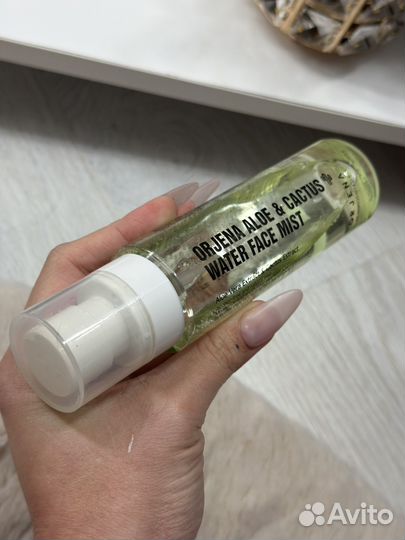 ORJENA ALOE & CACTUS
WATER FACE MIST
Avito